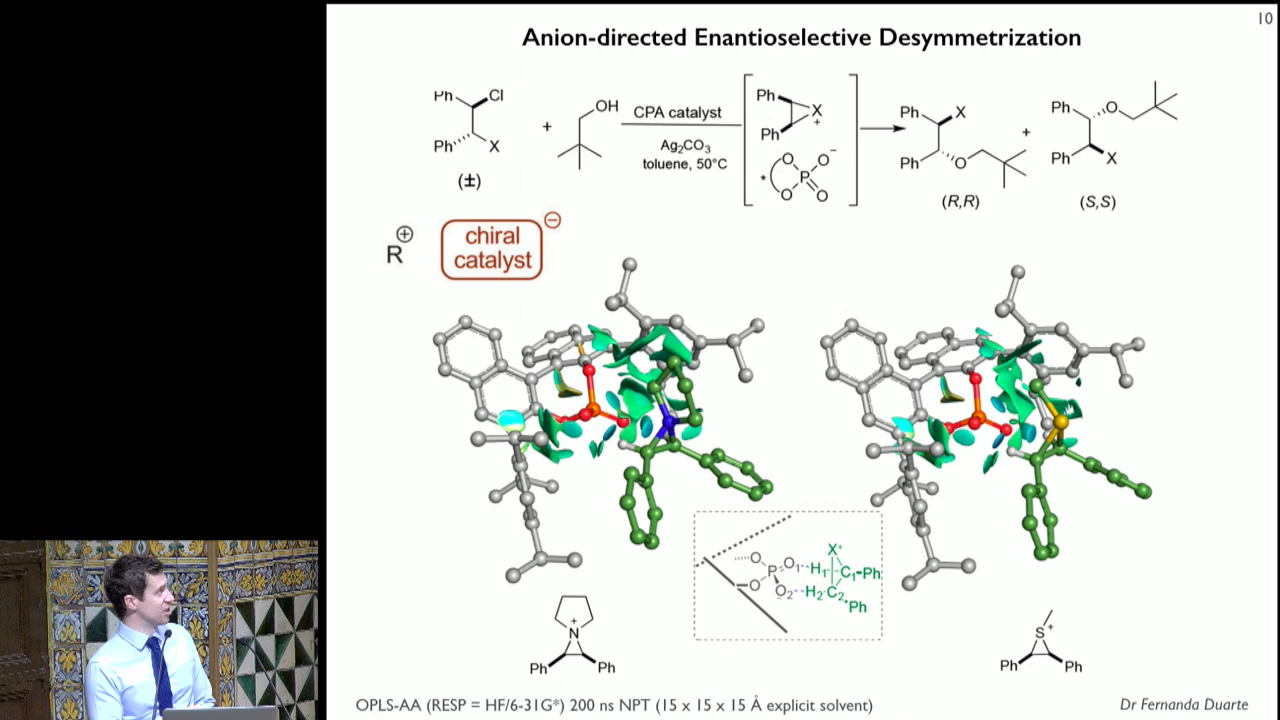 10
Anion-directed Enantioselective Desymmetrization
Ph Cl
Ph X
(±)
+
OH
CPA catalyst
Ag₂CO₃
toluene, 50°C
Ph
Ph
X
+
*
O O⁻
P
O O
Ph X
Ph O
(R,R)
+
Ph O
Ph X
(S,S)
R⊕
chiral
catalyst
⊖
X⁺
O P O₁ H₁ C₁-Ph
O O₂ H₂ C₂
Ph
+
N
Ph Ph
S⁺
Ph Ph
OPLS-AA (RESP = HF/6-31G*) 200 ns NPT (15 x 15 x 15 Å explicit solvent)
Dr Fernanda Duarte